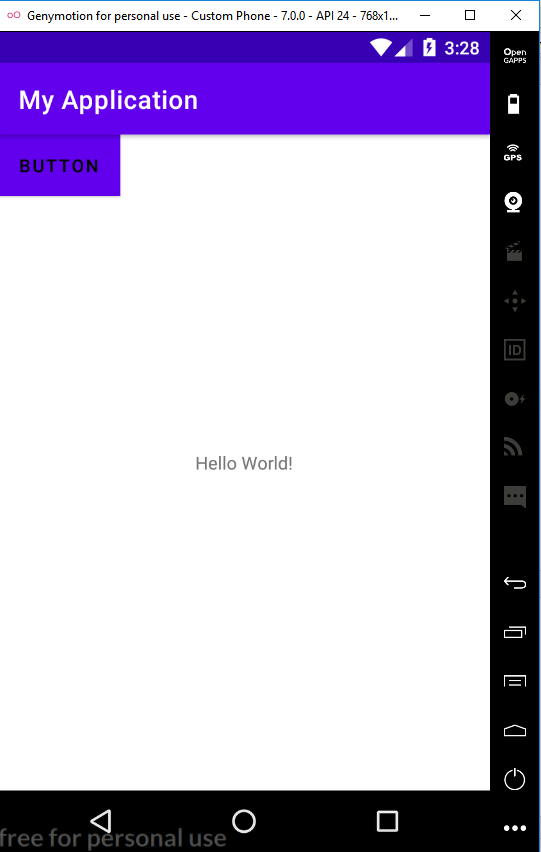 Genymotion for personal use - Custom Phone - 7.0.0 - API 24 - 768x1...
3:28
Open
GAPPS
My Application
BUTTON
GPS
ID
Hello World!
free for personal use